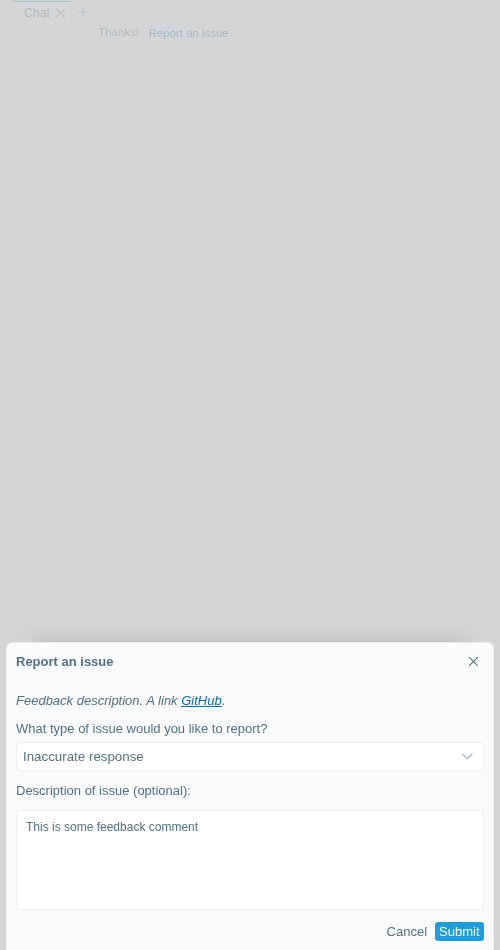 Chat
Thanks! Report an issue
Report an issue
Feedback description. A link GitHub.
What type of issue would you like to report?
Inaccurate response
Description of issue (optional):
This is some feedback comment
Cancel Submit